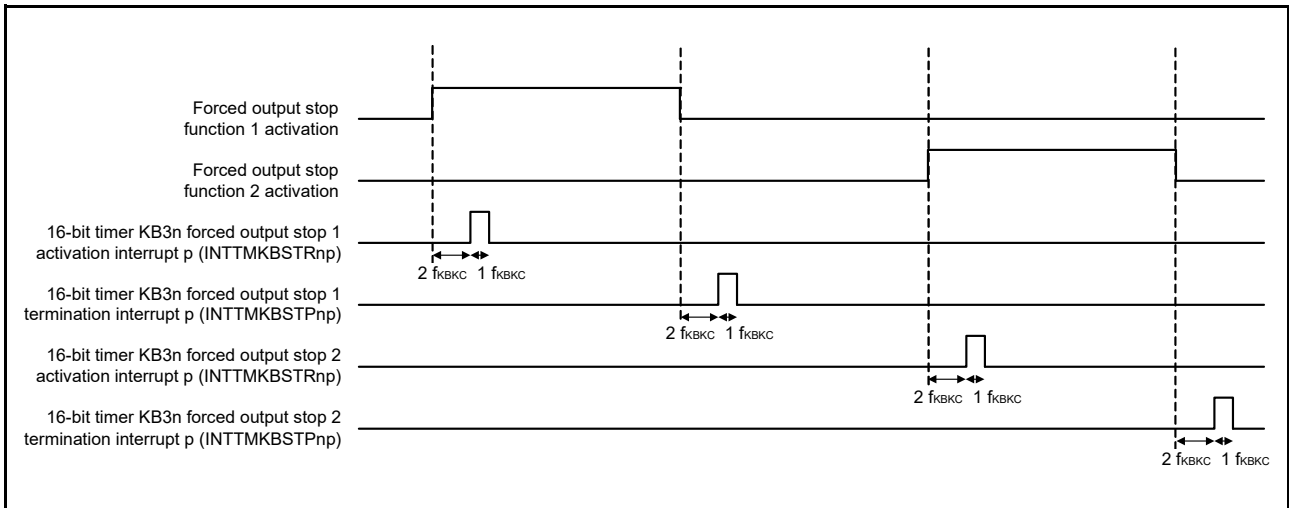 Forced output stop
function 1 activation
Forced output stop
function 2 activation
16-bit timer KB3n forced output stop 1
activation interrupt p (INTTMKBSTRnp)
2 fKBKC 1 fKBKC
16-bit timer KB3n forced output stop 1
termination interrupt p (INTTMKBSTPnp)
2 fKBKC 1 fKBKC
16-bit timer KB3n forced output stop 2
activation interrupt p (INTTMKBSTRnp)
2 fKBKC 1 fKBKC
16-bit timer KB3n forced output stop 2
termination interrupt p (INTTMKBSTPnp)
2 fKBKC 1 fKBKC